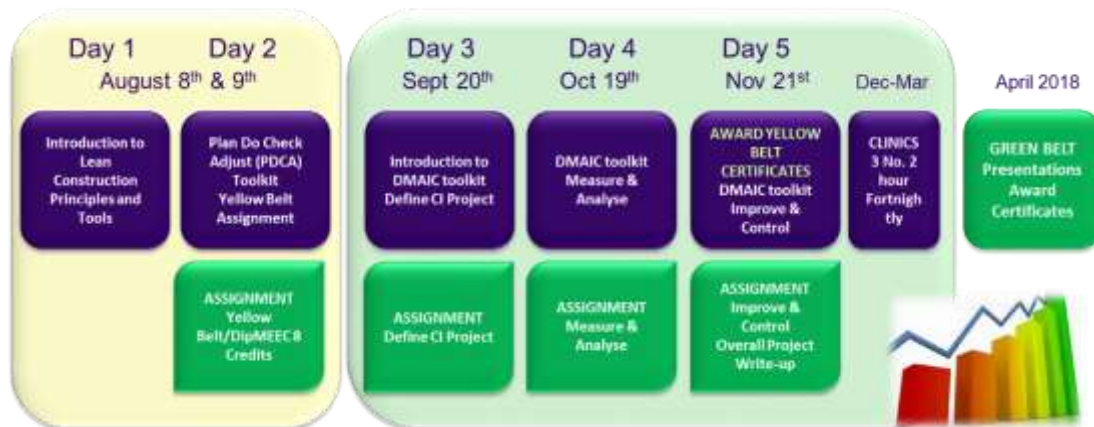 Day 1
Day 2
August 8th & 9th
Day 3
Sept 20th
Day 4
Oct 19th
Day 5
Nov 21st
Dec-Mar
April 2018
Introduction to
Lean
Construction
Principles and
Tools
Plan Do Check
Adjust (PDCA)
Toolkit
Yellow Belt
Assignment
Introduction to
DMAIC toolkit
Define CI Project
DMAIC toolkit
Measure &
Analyse
AWARD YELLOW
BELT
CERTIFICATES
DMAIC toolkit
Improve &
Control
CLINICS
3 No. 2
hour
Fortnigh
tly
GREEN BELT
Presentations
Award
Certificates
ASSIGNMENT
Yellow
Belt/DipMEEC 8
Credits
ASSIGNMENT
Define CI Project
ASSIGNMENT
Measure &
Analyse
ASSIGNMENT
Improve &
Control
Overall Project
Write-up